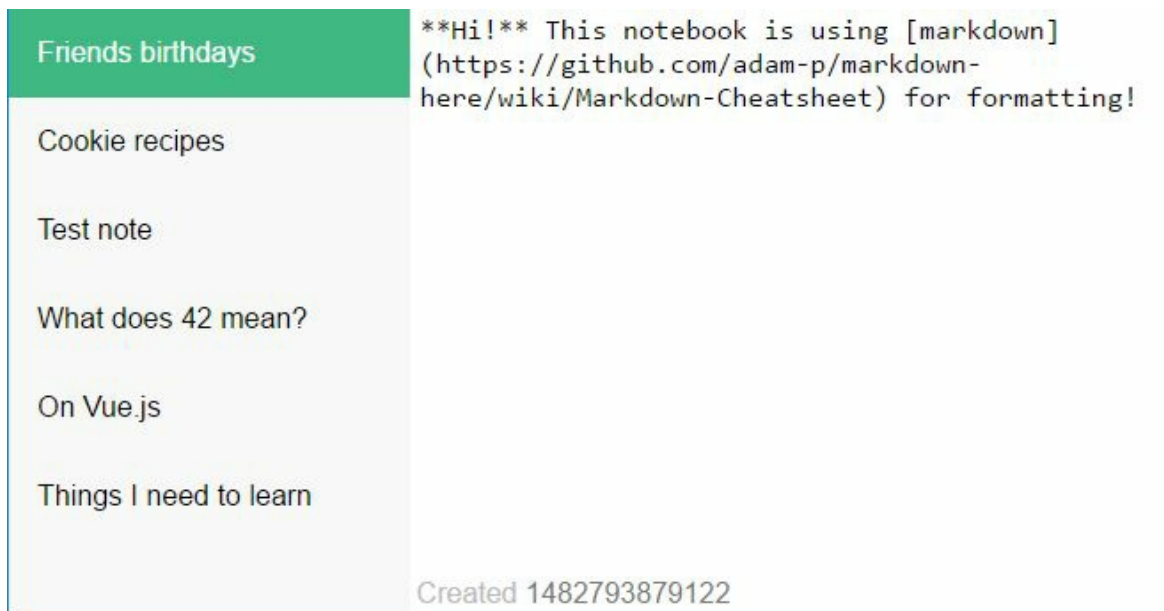 Friends birthdays
Cookie recipes
Test note
What does 42 mean?
On Vue.js
Things I need to learn
**Hi!** This notebook is using [markdown]
(https://github.com/adam-p/markdown-
here/wiki/Markdown-Cheatsheet) for formatting!
Created 1482793879122